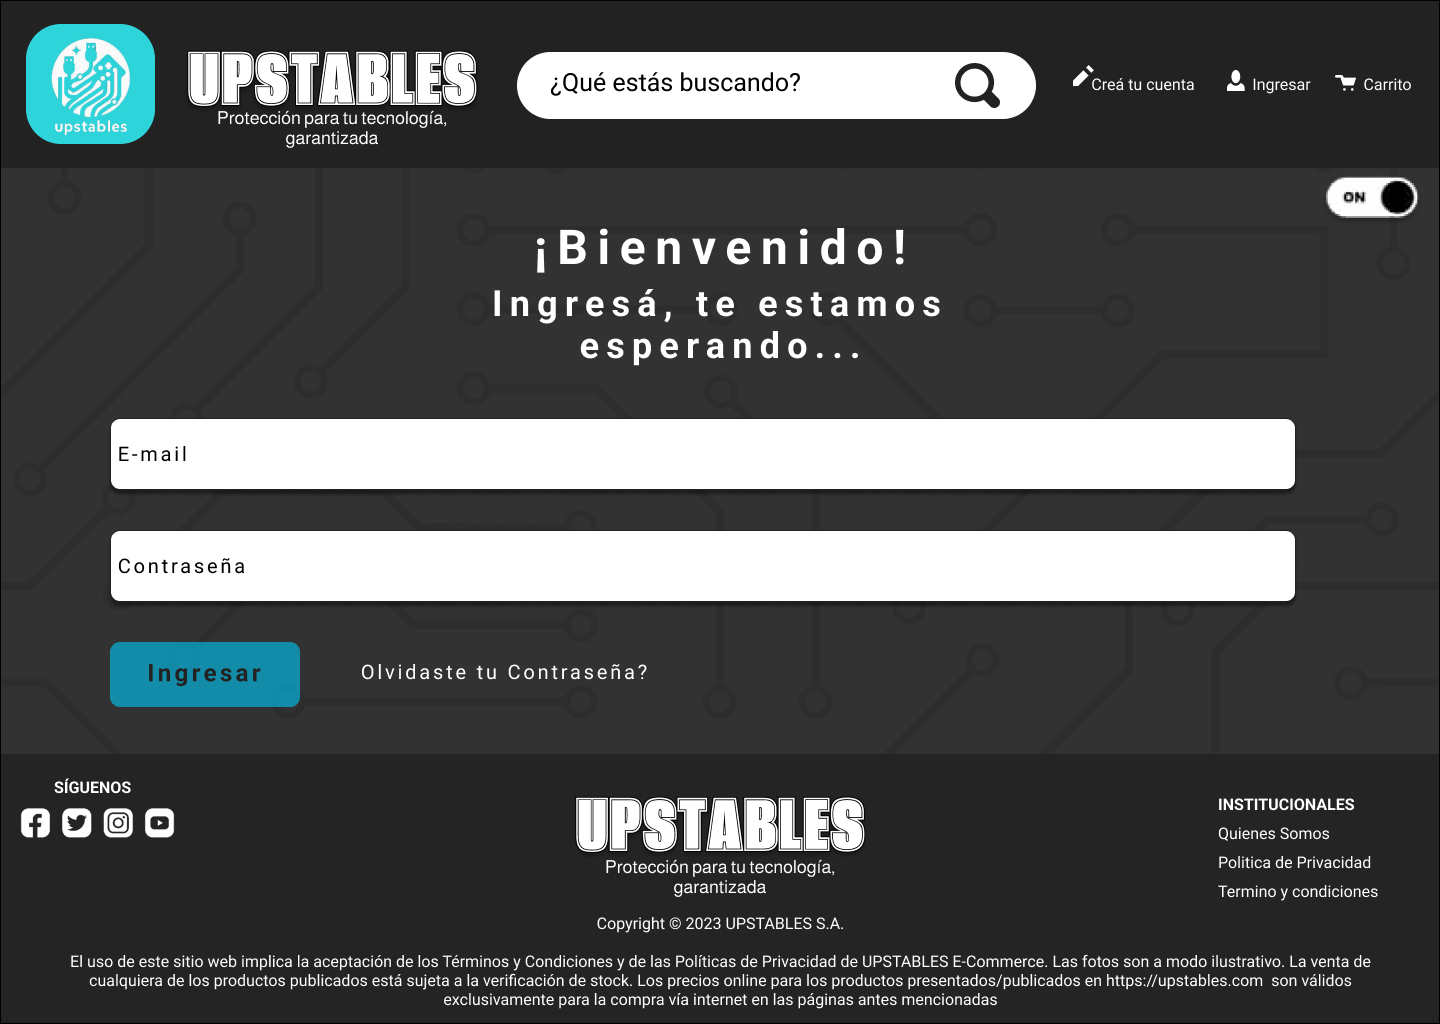 upstables
UPSTABLES
Protección para tu tecnología,
garantizada
¿Qué estás buscando?
Creá tu cuenta
Ingresar
Carrito
ON
¡Bienvenido!
Ingresá, te estamos
esperando...
E-mail
Contraseña
Ingresar
Olvidaste tu Contraseña?
SÍGUENOS
UPSTABLES
Protección para tu tecnología,
garantizada
INSTITUCIONALES
Quienes Somos
Politica de Privacidad
Termino y condiciones
Copyright © 2023 UPSTABLES S.A.
El uso de este sitio web implica la aceptación de los Términos y Condiciones y de las Políticas de Privacidad de UPSTABLES E-Commerce. Las fotos son a modo ilustrativo. La venta de
cualquiera de los productos publicados está sujeta a la verificación de stock. Los precios online para los productos presentados/publicados en https://upstables.com  son válidos
exclusivamente para la compra vía internet en las páginas antes mencionadas